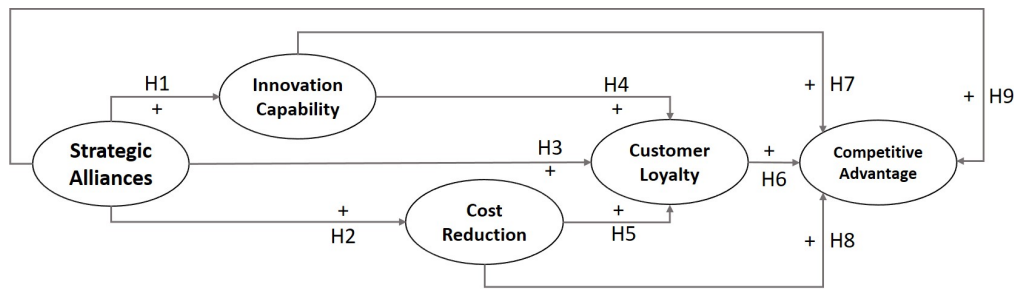 H1
+
Innovation
Capability
H4
+
+ H7
+ H9
Strategic
Alliances
H3
+
Customer
Loyalty
+
H6
Competitive
Advantage
+
H2
Cost
Reduction
+
H5
+ H8